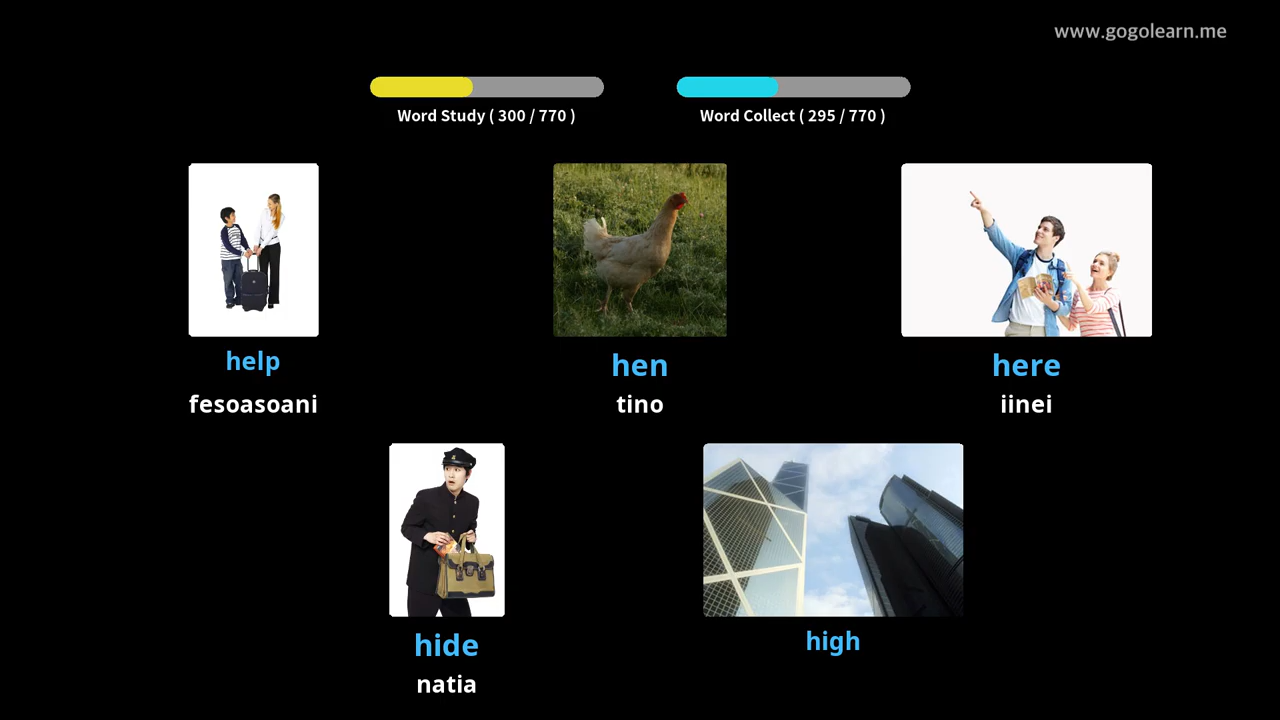 www.gogolearn.me
Word Study ( 300 / 770 )
Word Collect ( 295 / 770 )
help
hen
here
fesoasoani
tino
iinei
hide
high
natia